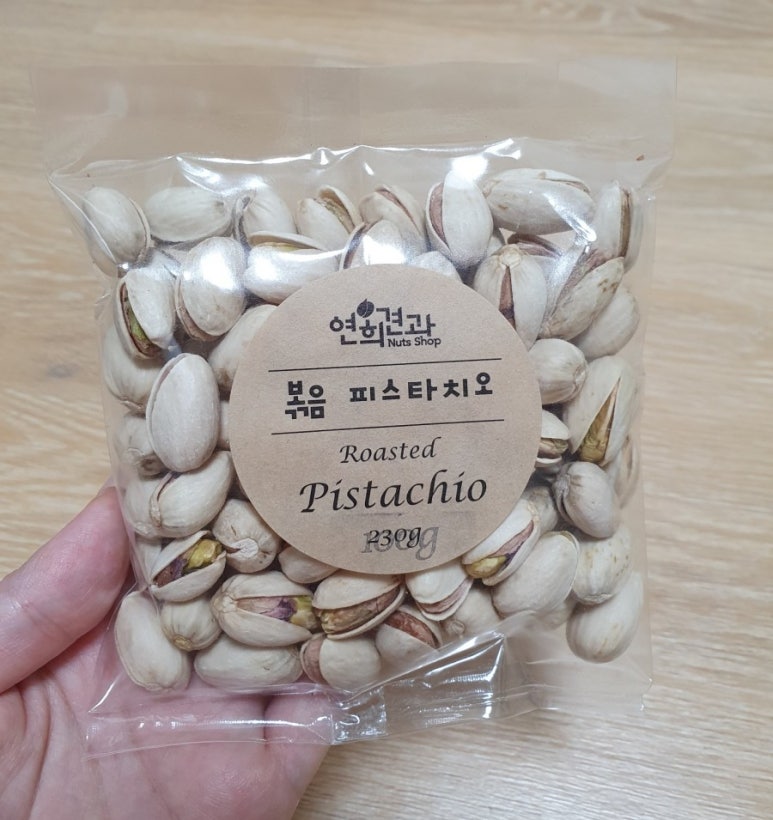 연희견과
Nuts Shop
볶음 피스타치오
Roasted
Pistachio
230g